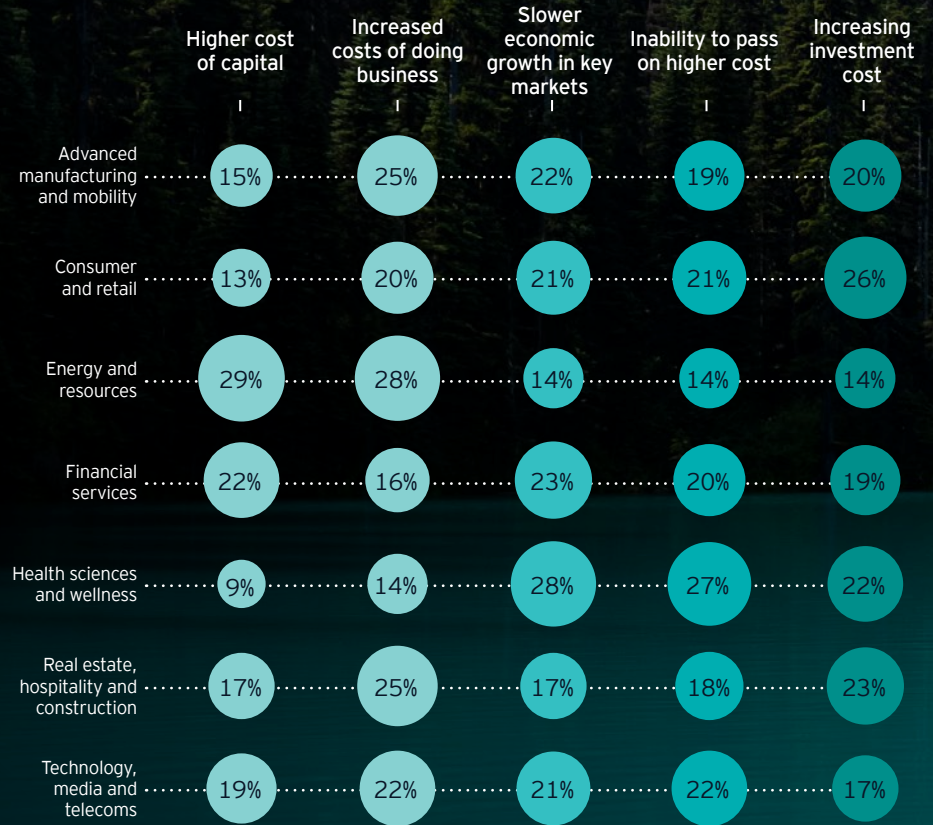 Higher cost
of capital
Increased
costs of doing
business
Slower
economic
growth in key
markets
Inability to pass
on higher cost
Increasing
investment
cost
Advanced
manufacturing
and mobility
15%
25%
22%
19%
20%
Consumer
and retail
13%
20%
21%
21%
26%
Energy and
resources
29%
28%
14%
14%
14%
Financial
services
22%
16%
23%
20%
19%
Health sciences
and wellness
9%
14%
28%
27%
22%
Real estate,
hospitality and
construction
17%
25%
17%
18%
23%
Technology,
media and
telecoms
19%
22%
21%
22%
17%